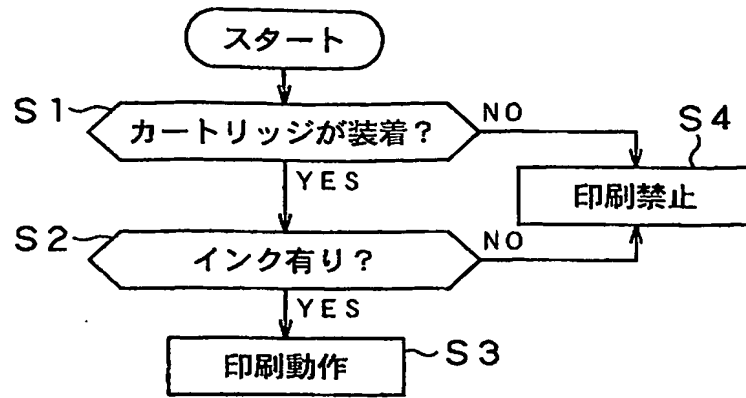 スタート
S1
カートリッジが装着?
NO
S4
印刷禁止
YES
S2
インク有り?
NO
YES
印刷動作
S3